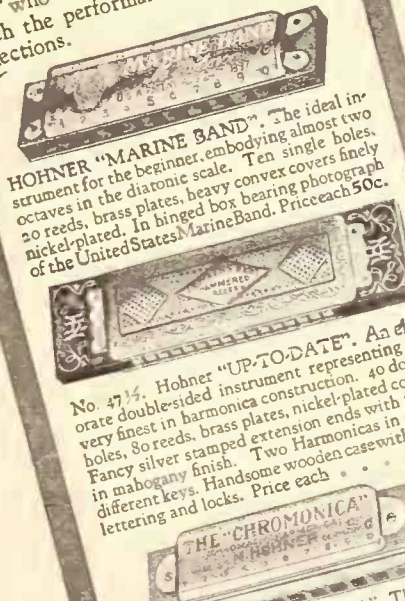 who
h the performa
ections.
MARINE BAND
HOHNER "MARINE BAND". The ideal in-
strument for the beginner, embodying almost two
octaves in the diatonic scale. Ten single holes,
20 reeds, brass plates, heavy convex covers finely
nickel-plated. In hinged box bearing photograph
of the United States Marine Band. Price each 50c.
No. 47½. Hohner "UP-TO-DATE". An el
orate double-sided instrument representing
very finest in harmonica construction. 40 do
holes, 80 reeds, brass plates, nickel-plated co
Fancy silver stamped extension ends with
in mahogany finish. Two Harmonicas in
different keys. Handsome wooden case with
lettering and locks. Price each . .
THE "CHROMONICA"
M. HOHNER